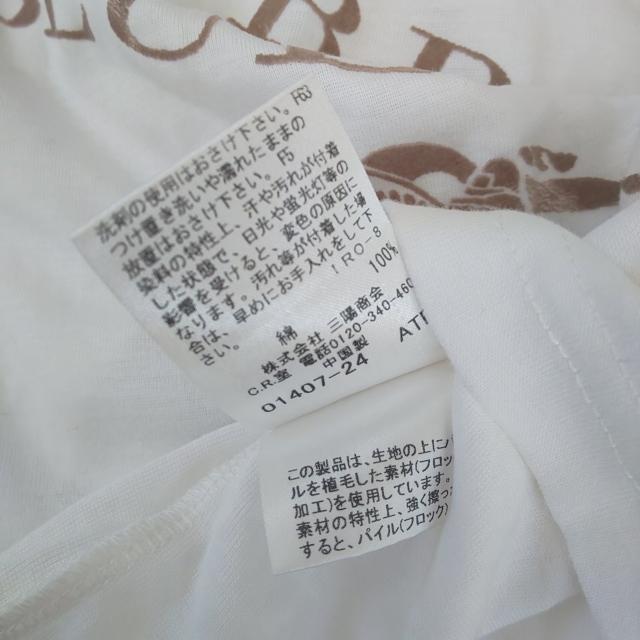 洗剤の使用はおさけ下さい。F63
つけ置き洗いや濡れたままの
放置はおさけ下さい。F5
染料の特性上、汗や汚れが付着
した状態で、日光や蛍光灯等の
影響を受けると、変色の原因に
なります。汚れ等が付着した場
合は、早めにお手入れをして下
さい。 IRO-8
綿 100%
株式会社 三陽商会
C.R.室 電話0120-340-460
中国製
01407-24 ATT
この製品は、生地の上に
ルを植毛した素材(フロッ
加工)を使用しています。
素材の特性上、強く擦っ
すると、パイル(フロック)